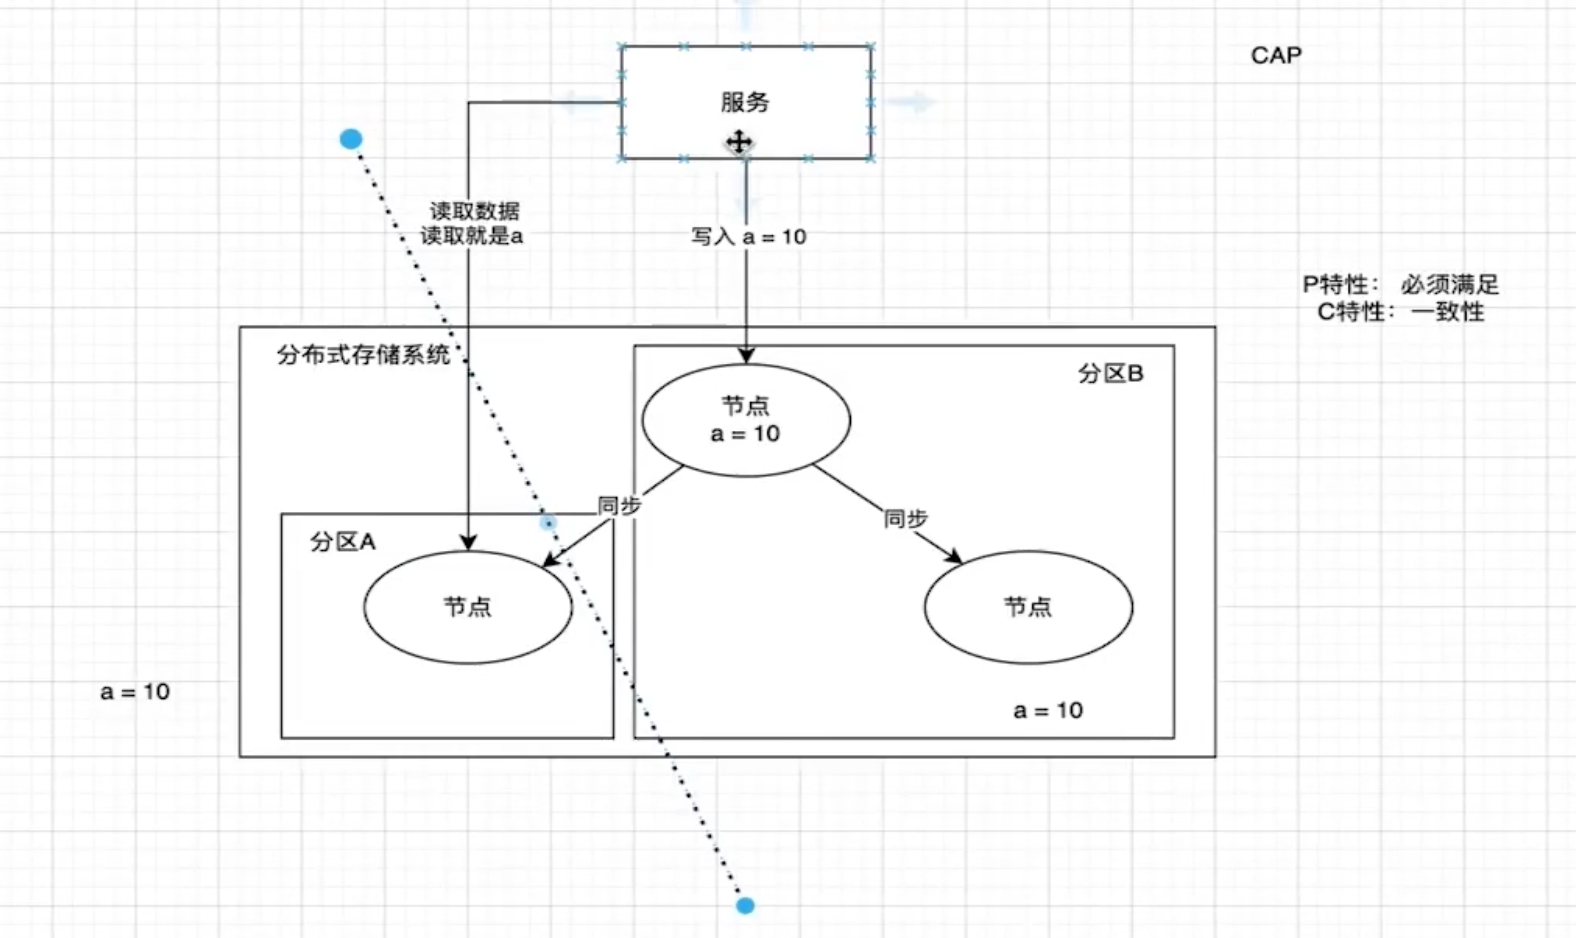 CAP
服务
读取数据
读取就是a
写入 a = 10
P特性： 必须满足
C特性：一致性
分布式存储系统
分区B
节点
a = 10
同步
同步
分区A
节点
节点
a = 10
a = 10